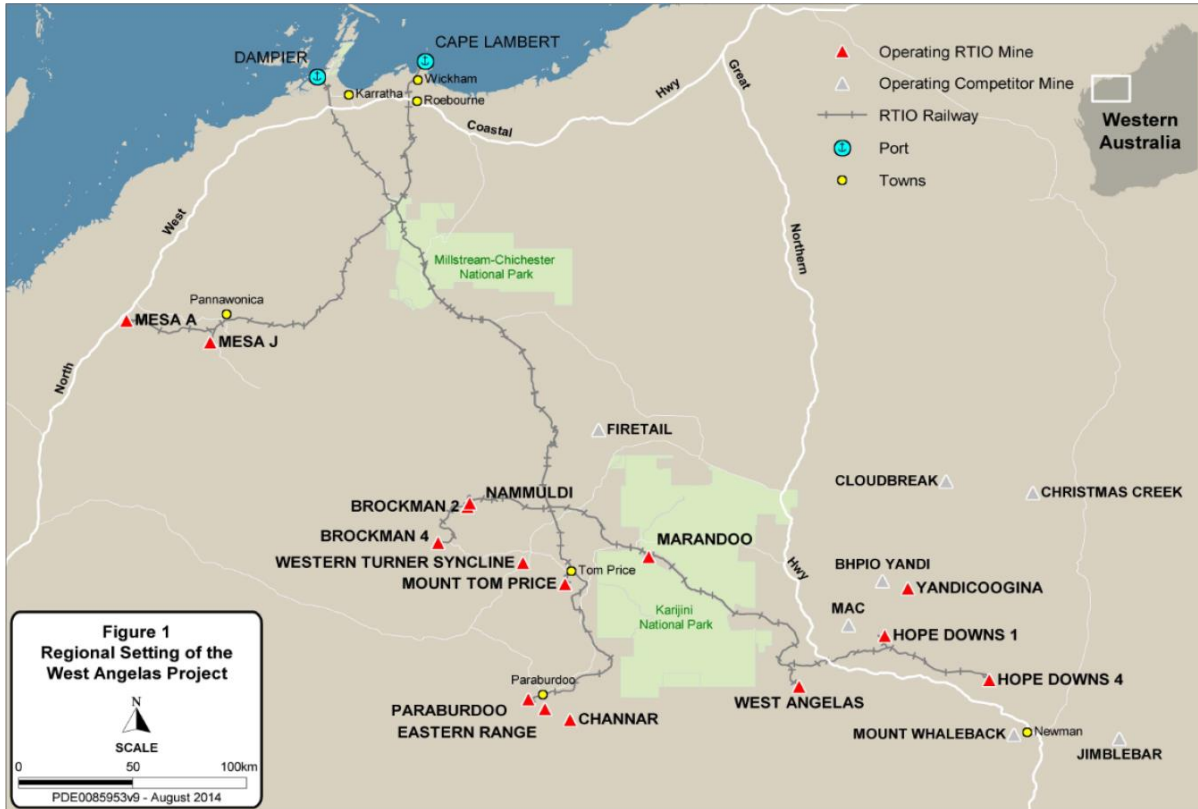 DAMPIER
CAPE LAMBERT
Wickham
Karratha
Roebourne
Hwy
Great
Coastal
Operating RTIO Mine
Operating Competitor Mine
RTIO Railway
Port
Towns
Western
Australia
West
Northern
Millstream-Chichester
National Park
Pannawonica
MESA A
MESA J
North
FIRETAIL
CLOUDBREAK
CHRISTMAS CREEK
NAMMULDI
BROCKMAN 2
BROCKMAN 4
MARANDOO
WESTERN TURNER SYNCLINE
Tom Price
MOUNT TOM PRICE
Hwy
BHPIO YANDI
YANDICOOGINA
MAC
Karijini
National Park
HOPE DOWNS 1
HOPE DOWNS 4
WEST ANGELAS
Paraburdoo
PARABURDOO
EASTERN RANGE
CHANNAR
MOUNT WHALEBACK
Newman
JIMBLEBAR
Figure 1
Regional Setting of the
West Angelas Project
N
SCALE
0 50 100km
PDE0085953v9 - August 2014